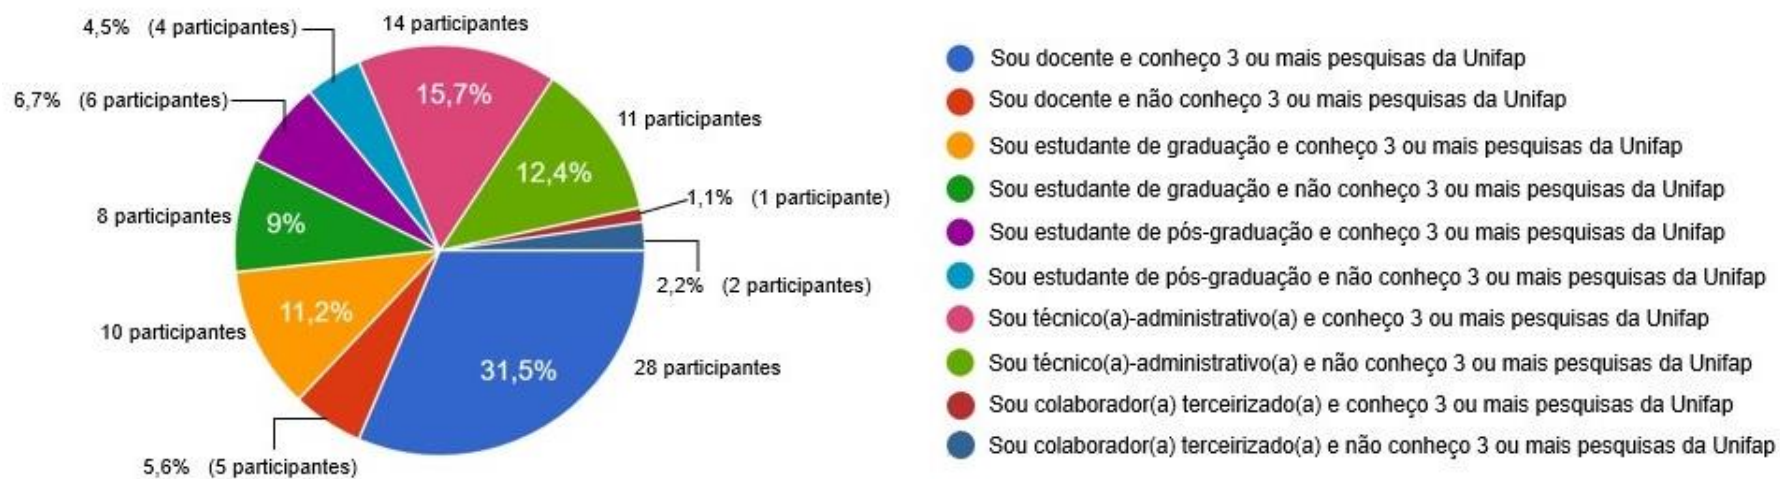 4,5% (4 participantes)
14 participantes
6,7% (6 participantes)
15,7%
11 participantes
12,4%
1,1% (1 participante)
8 participantes
9%
2,2% (2 participantes)
10 participantes
11,2%
28 participantes
31,5%
5,6% (5 participantes)
Sou docente e conheço 3 ou mais pesquisas da Unifap
Sou docente e não conheço 3 ou mais pesquisas da Unifap
Sou estudante de graduação e conheço 3 ou mais pesquisas da Unifap
Sou estudante de graduação e não conheço 3 ou mais pesquisas da Unifap
Sou estudante de pós-graduação e conheço 3 ou mais pesquisas da Unifap
Sou estudante de pós-graduação e não conheço 3 ou mais pesquisas da Unifap
Sou técnico(a)-administrativo(a) e conheço 3 ou mais pesquisas da Unifap
Sou técnico(a)-administrativo(a) e não conheço 3 ou mais pesquisas da Unifap
Sou colaborador(a) terceirizado(a) e conheço 3 ou mais pesquisas da Unifap
Sou colaborador(a) terceirizado(a) e não conheço 3 ou mais pesquisas da Unifap